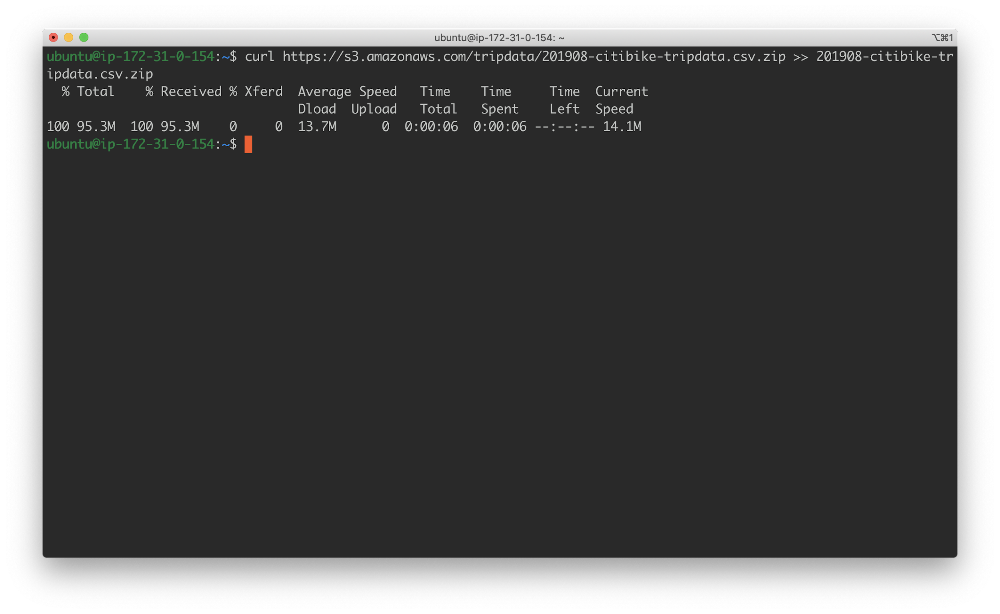 ubuntu@ip-172-31-0-154: ~
⌥⌘1
ubuntu@ip-172-31-0-154:~$ curl https://s3.amazonaws.com/tripdata/201908-citibike-tripdata.csv.zip >> 201908-citibike-tr
ipdata.csv.zip
  % Total    % Received % Xferd  Average Speed   Time    Time     Time  Current
                                 Dload  Upload   Total   Spent    Left  Speed
100 95.3M  100 95.3M    0     0  13.7M      0  0:00:06  0:00:06 --:--:-- 14.1M
ubuntu@ip-172-31-0-154:~$